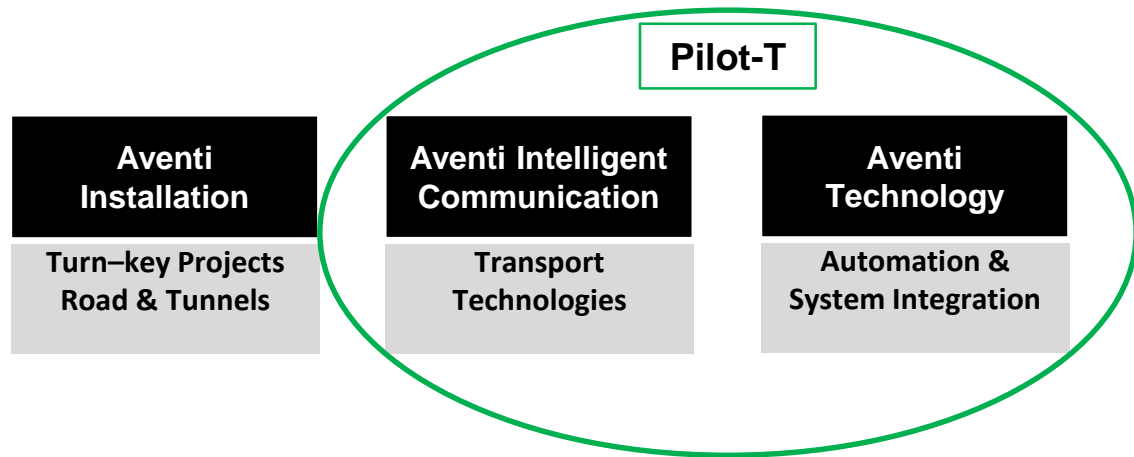 Pilot-T
Aventi
Installation
Turn–key Projects
Road & Tunnels
Aventi Intelligent
Communication
Transport
Technologies
Aventi
Technology
Automation &
System Integration